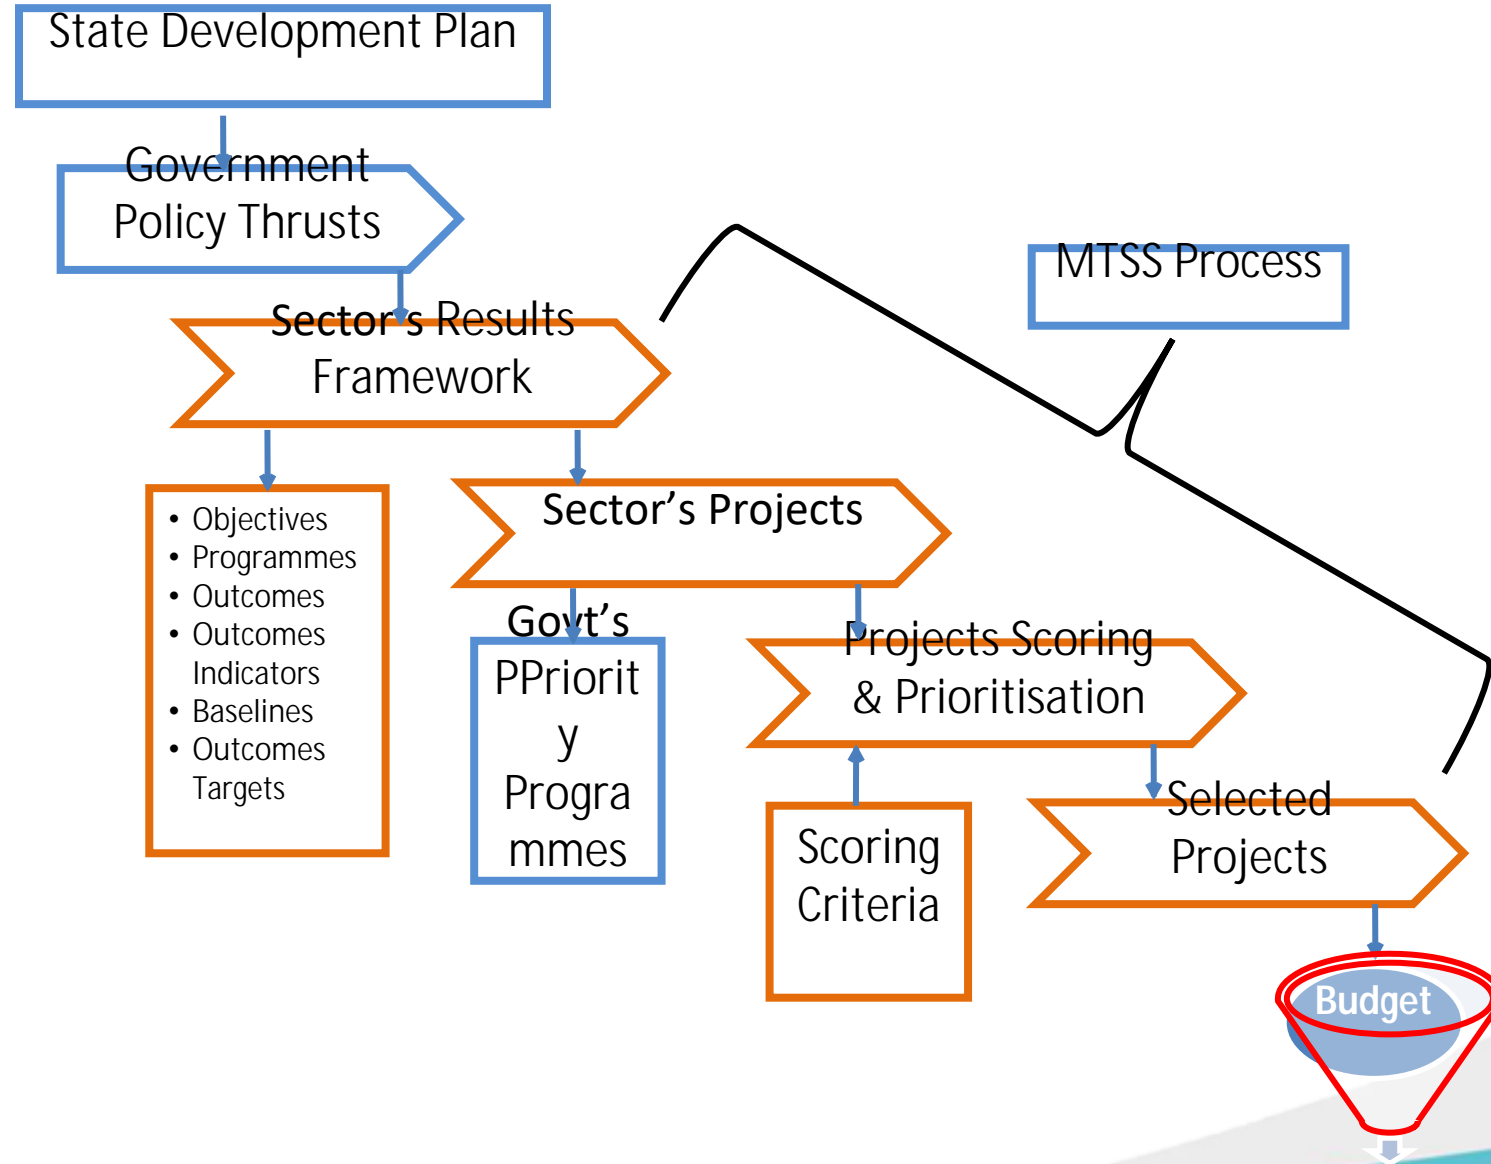 State Development Plan
Government
Policy Thrusts
MTSS Process
Sector's Results
Framework
• Objectives
• Programmes
• Outcomes
• Outcomes
Indicators
• Baselines
• Outcomes
Targets
Sector’s Projects
Govt’s
PPriorit
y
Progra
mmes
Projects Scoring
& Prioritisation
Scoring
Criteria
Selected
Projects
Budget